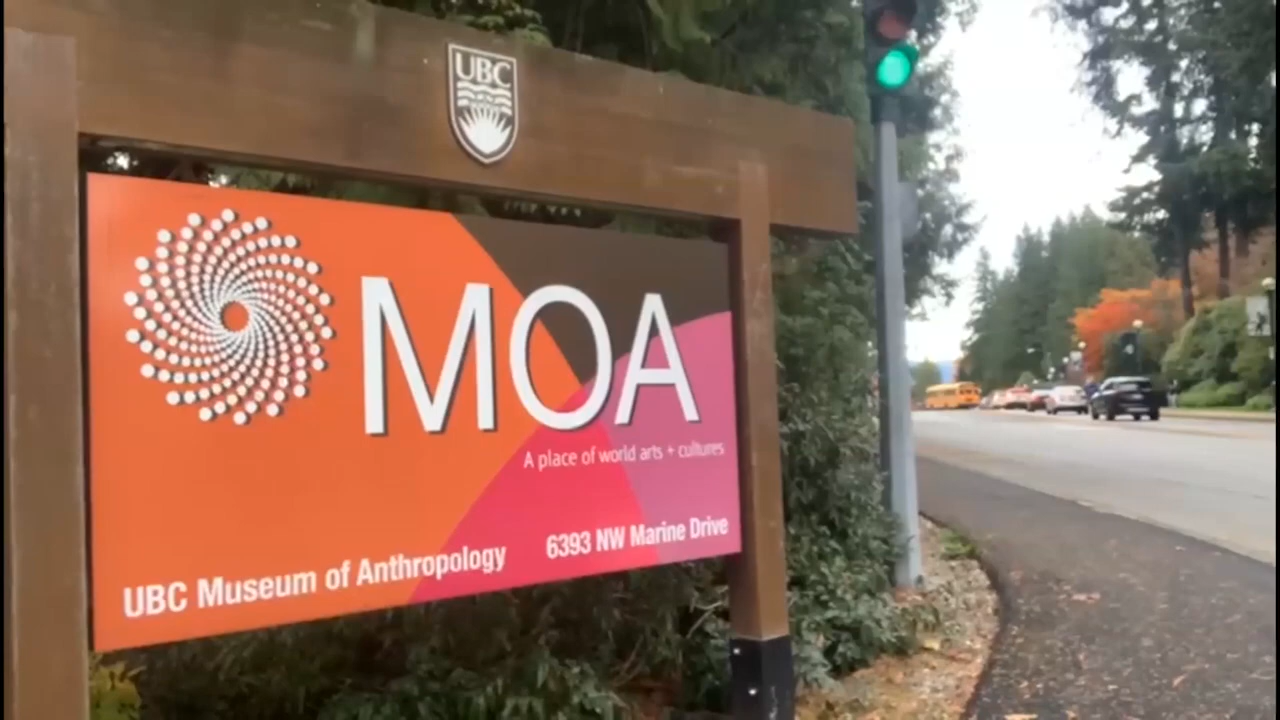 UBC
MOA
A place of world arts + cultures
UBC Museum of Anthropology
6393 NW Marine Drive